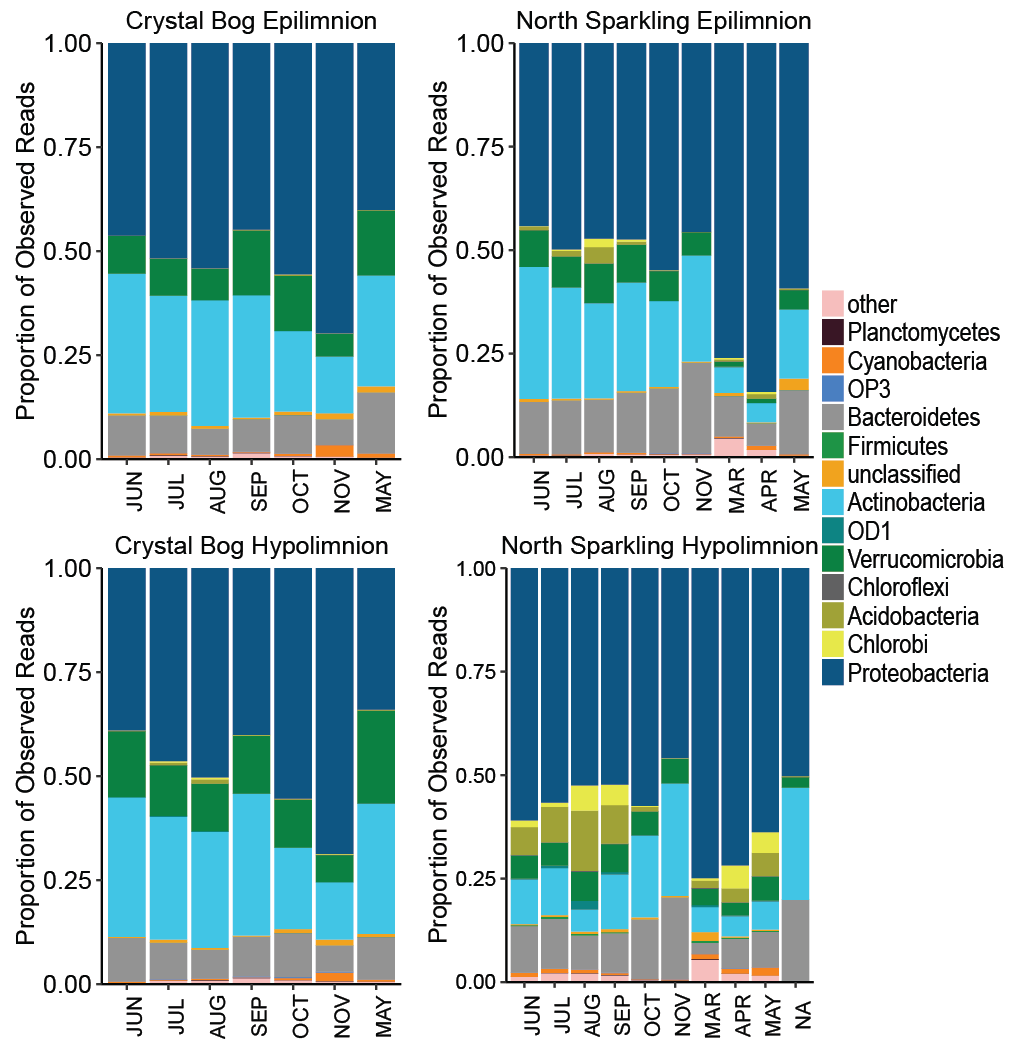 Crystal Bog Epilimnion
North Sparkling Epilimnion
Proportion of Observed Reads
1.00
0.75
0.50
0.25
0.00
JUN JUL AUG SEP OCT NOV MAY
Proportion of Observed Reads
1.00
0.75
0.50
0.25
0.00
JUN JUL AUG SEP OCT NOV MAR APR MAY
other
Planctomycetes
Cyanobacteria
OP3
Bacteroidetes
Firmicutes
unclassified
Actinobacteria
OD1
Verrucomicrobia
Chloroflexi
Acidobacteria
Chlorobi
Proteobacteria
Crystal Bog Hypolimnion
North Sparkling Hypolimnion
Proportion of Observed Reads
1.00
0.75
0.50
0.25
0.00
JUN JUL AUG SEP OCT NOV MAY
Proportion of Observed Reads
1.00
0.75
0.50
0.25
0.00
JUN JUL AUG SEP OCT NOV MAR APR MAY NA